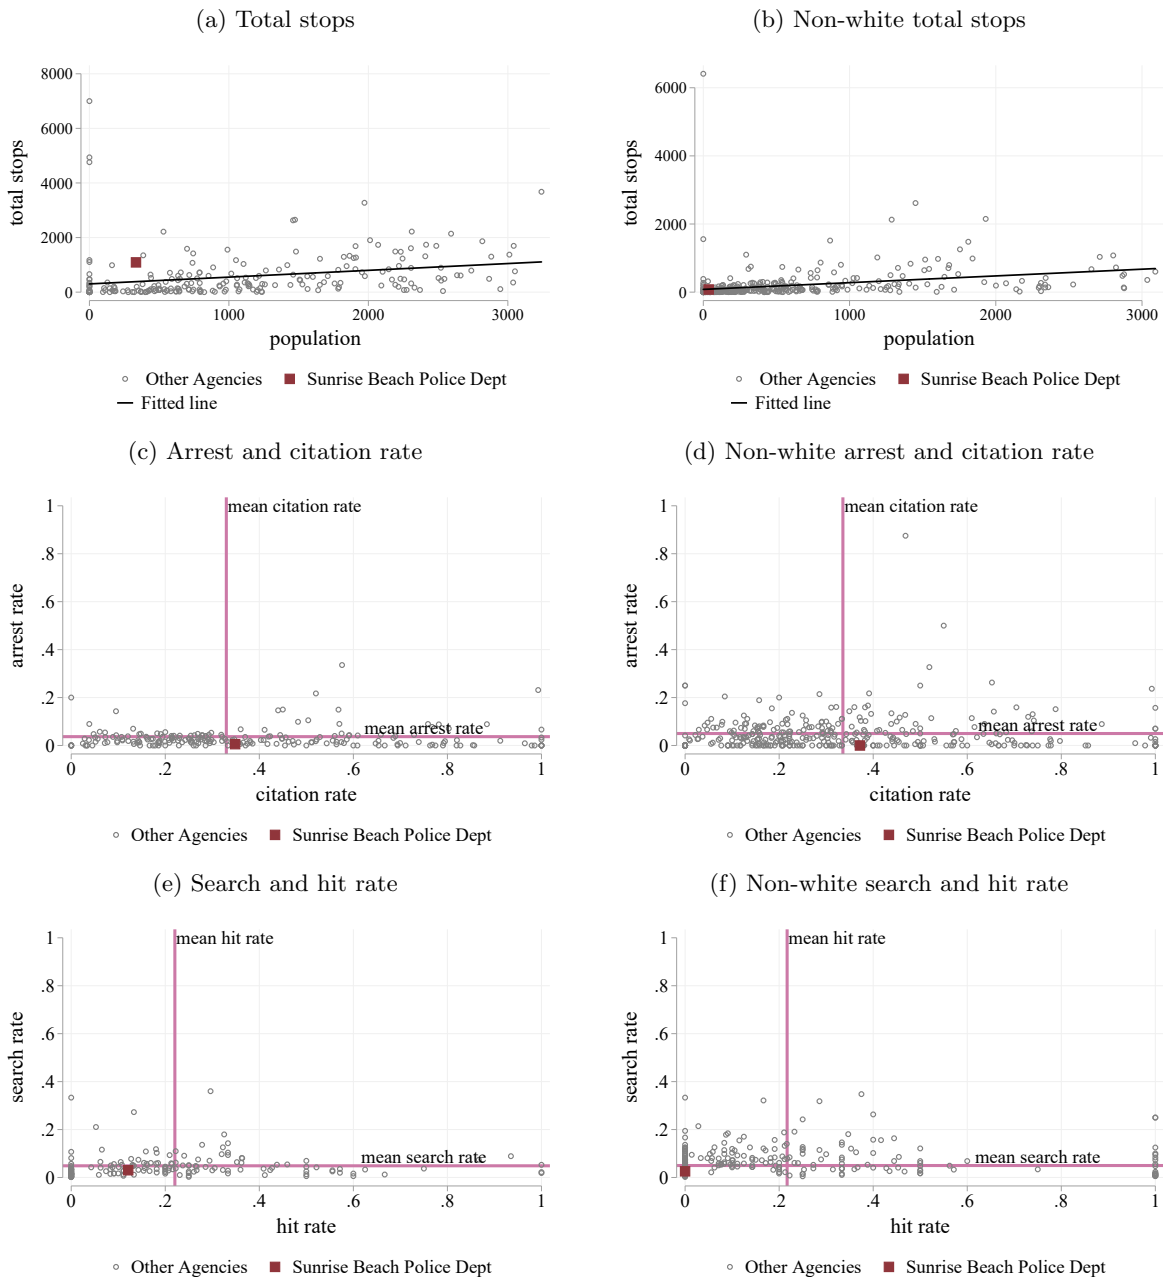 (a) Total stops
(b) Non-white total stops
8000
6000
4000
2000
0
total stops
0 1000 2000 3000
population
Other Agencies Sunrise Beach Police Dept
Fitted line
6000
4000
2000
0
total stops
0 1000 2000 3000
population
Other Agencies Sunrise Beach Police Dept
Fitted line
(c) Arrest and citation rate
(d) Non-white arrest and citation rate
mean citation rate
1
.8
.6
.4
.2
0
arrest rate
mean arrest rate
0 .2 .4 .6 .8 1
citation rate
Other Agencies Sunrise Beach Police Dept
mean citation rate
1
.8
.6
.4
.2
0
arrest rate
mean arrest rate
0 .2 .4 .6 .8 1
citation rate
Other Agencies Sunrise Beach Police Dept
(e) Search and hit rate
(f) Non-white search and hit rate
mean hit rate
1
.8
.6
.4
.2
0
search rate
mean search rate
0 .2 .4 .6 .8 1
hit rate
Other Agencies Sunrise Beach Police Dept
mean hit rate
1
.8
.6
.4
.2
0
search rate
mean search rate
0 .2 .4 .6 .8 1
hit rate
Other Agencies Sunrise Beach Police Dept